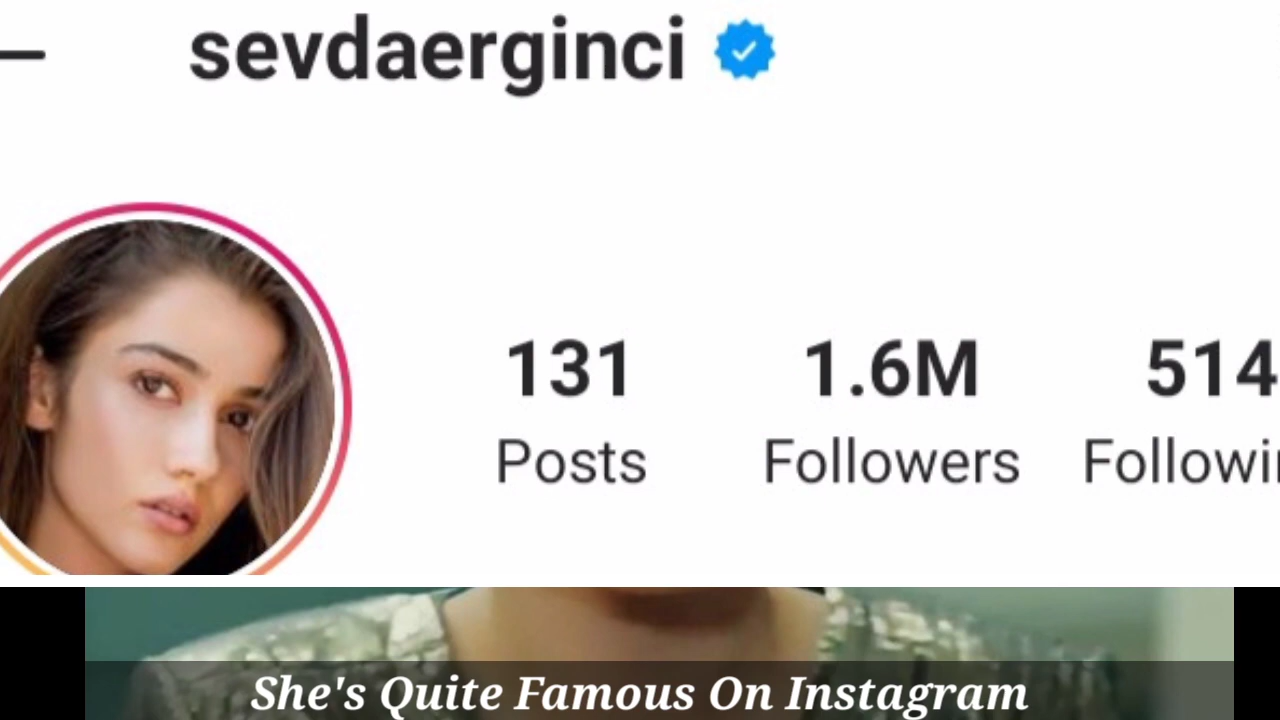 sevdaerginci
131 1.6M 514
Posts Followers
She's Quite Famous On Instagram